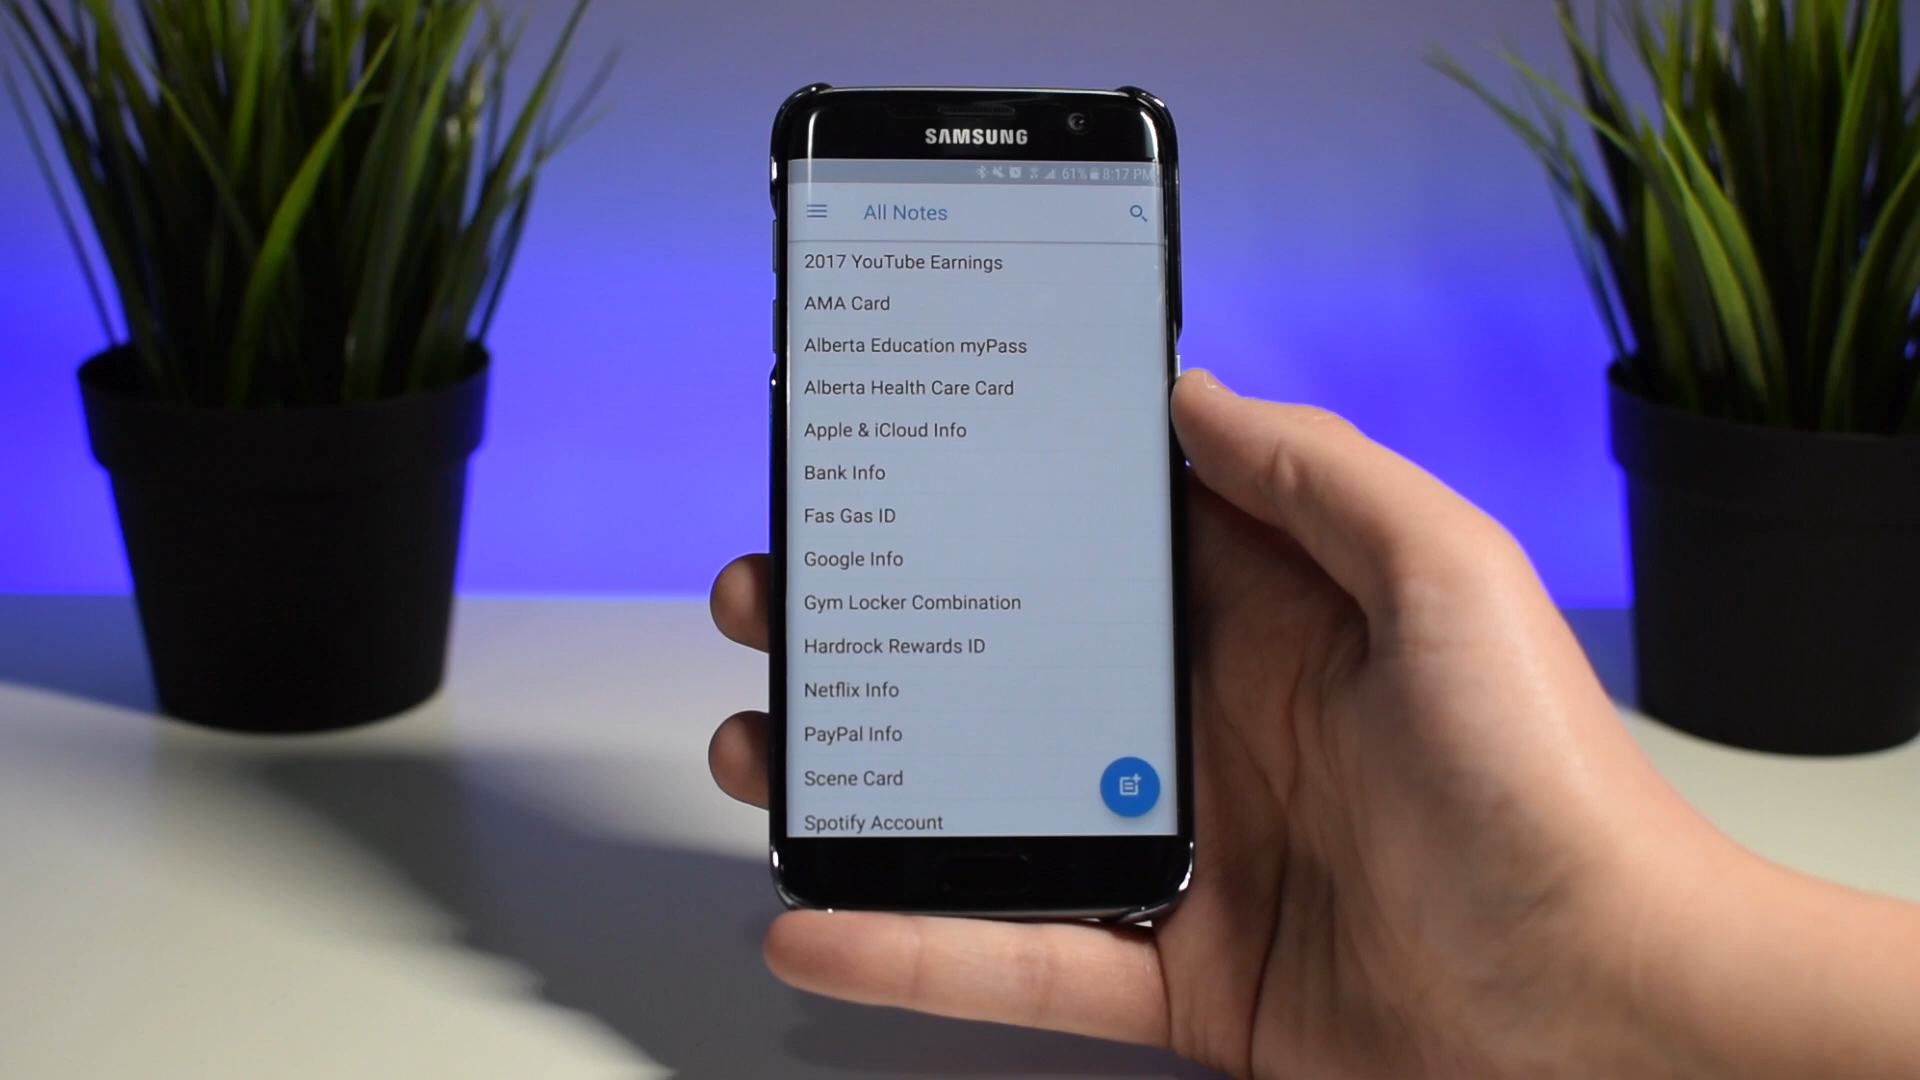 SAMSUNG
61% 8:17 PM
All Notes
2017 YouTube Earnings
AMA Card
Alberta Education myPass
Alberta Health Care Card
Apple & iCloud Info
Bank Info
Fas Gas ID
Google Info
Gym Locker Combination
Hardrock Rewards ID
Netflix Info
PayPal Info
Scene Card
Spotify Account